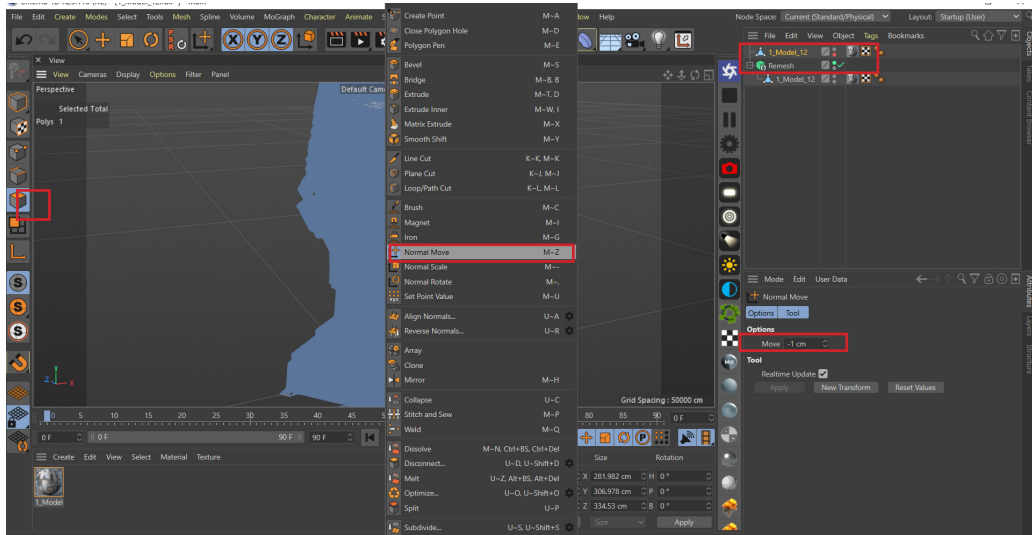 File Edit Create Modes Select Tools Mesh Spline Volume MoGraph Character Animate
Window Help
Node Space: Current (Standard/Physical) Layout: Startup (User)
× View
View Cameras Display Options Filter Panel
Perspective
Default Cam
Selected Total
Polys 1
Grid Spacing : 50000 cm
Create Point M~A
Close Polygon Hole M~D
Polygon Pen M~E
Bevel M~S
Bridge M~B, B
Extrude M~T, D
Extrude Inner M~W, I
Matrix Extrude M~X
Smooth Shift M~Y
Line Cut K~K, M~K
Plane Cut K~J, M~J
Loop/Path Cut K~L, M~L
Brush M~C
Magnet M~I
Iron M~G
Normal Move M~Z
Normal Scale M~-
Normal Rotate M~,
Set Point Value M~U
Align Normals... U~A
Reverse Normals... U~R
Array
Clone
Mirror M~H
Collapse U~C
Stitch and Sew M~P
Weld M~Q
Dissolve M~N, Ctrl+BS, Ctrl+Del
Disconnect... U~D, U~Shift+D
Melt U~Z, Alt+BS, Alt+Del
Optimize... U~O, U~Shift+O
Split U~P
Subdivide... U~S, U~Shift+S
File Edit View Object Tags Bookmarks
1_Model_12
Remesh
1_Model_12
Objects
Takes
Content Browser
Mode Edit User Data
Normal Move
Options Tool
Options
Move -1 cm
Tool
Realtime Update
Apply New Transform Reset Values
Attributes
Layers
Structure
0 5 10 15 20 25 30 35 40 45 80 85 90 0 F
0 F 0 F 90 F 90 F
Create Edit View Select Material Texture
1_Model
Size Rotation
X 281.982 cm H 0 °
Y 306.978 cm P 0 °
Z 334.53 cm B 0 °
Size Apply